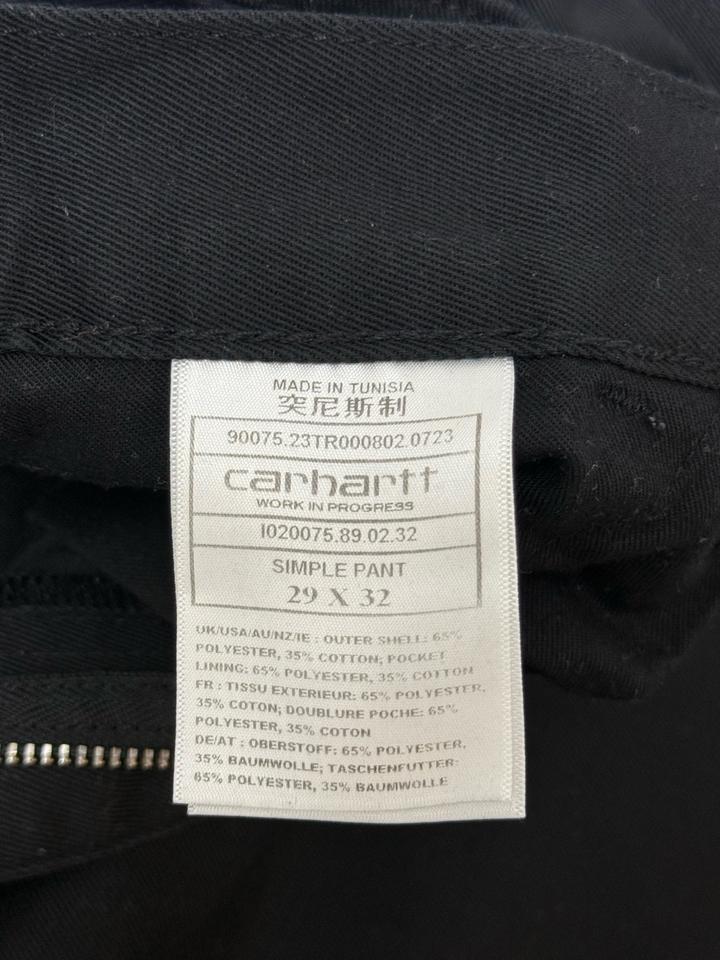 MADE IN TUNISIA
突尼斯制
90075.23TR000802.0723
carhartt
WORK IN PROGRESS
I020075.89.02.32
SIMPLE PANT
29 X 32
UK/USA/AU/NZ/IE : OUTER SHELL: 65%
POLYESTER, 35% COTTON; POCKET
LINING: 65% POLYESTER, 35% COTTON
FR : TISSU EXTERIEUR: 65% POLYESTER,
35% COTON; DOUBLURE POCHE: 65%
POLYESTER, 35% COTON
DE/AT : OBERSTOFF: 65% POLYESTER,
35% BAUMWOLLE; TASCHENFUTTER:
65% POLYESTER, 35% BAUMWOLLE